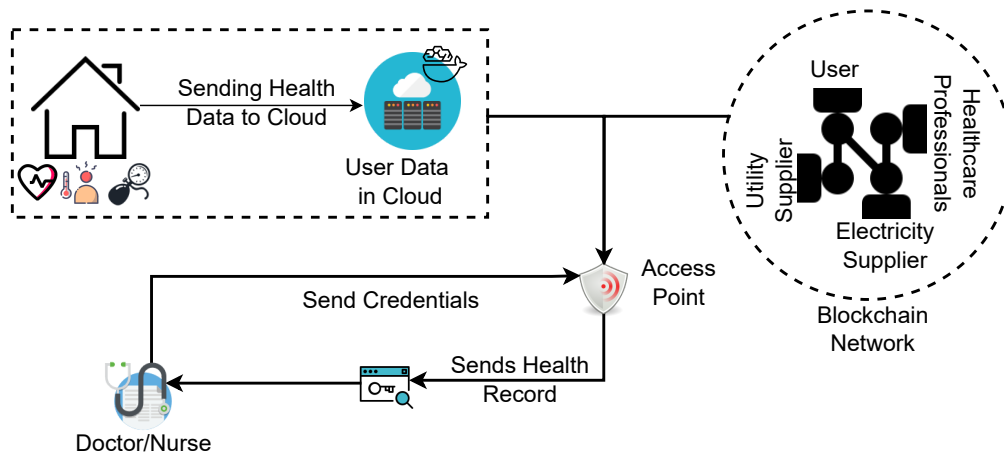 Sending Health
Data to Cloud
User Data
in Cloud
User
Healthcare
Professionals
Utility
Supplier
Electricity
Supplier
Blockchain
Network
Access
Point
Send Credentials
Sends Health
Record
Doctor/Nurse